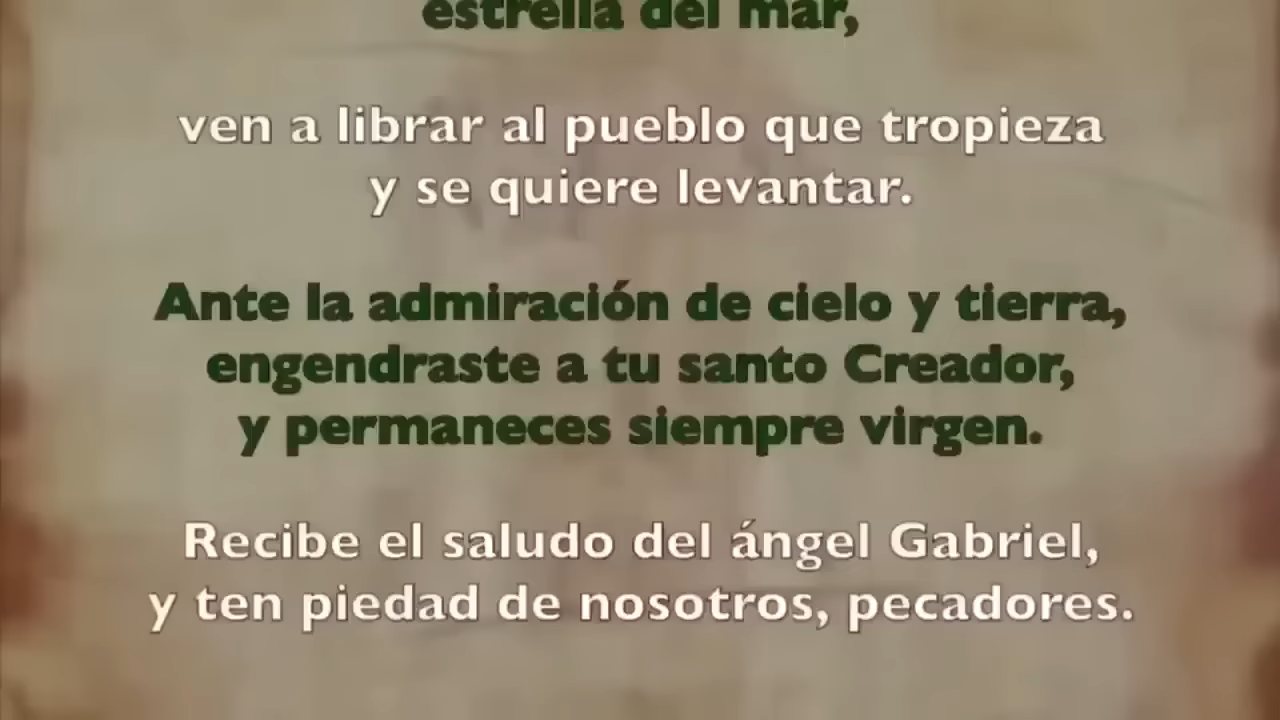 estrella del mar,
ven a librar al pueblo que tropieza
y se quiere levantar.
Ante la admiración de cielo y tierra,
engendraste a tu santo Creador,
y permaneces siempre virgen.
Recibe el saludo del ángel Gabriel,
y ten piedad de nosotros, pecadores.